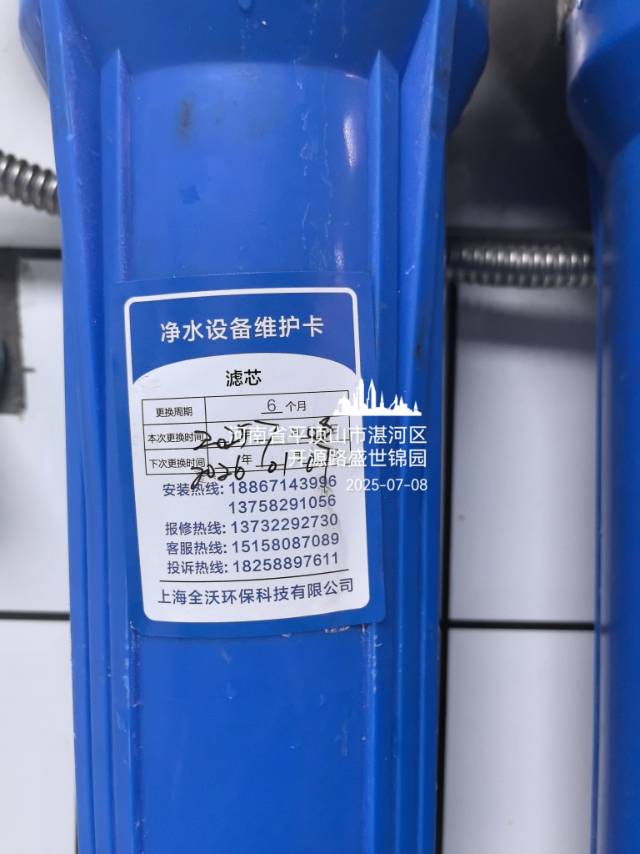 净水设备维护卡
滤芯
更换周期 6 个月
本次更换时间 2025
下次更换时间 2026 年 01
安装热线: 18867143996
13758291056
报修热线: 13732292730
客服热线: 15158087089
投诉热线: 18258897611
上海全沃环保科技有限公司
河南省平顶山市湛河区
开源路盛世锦园
2025-07-08